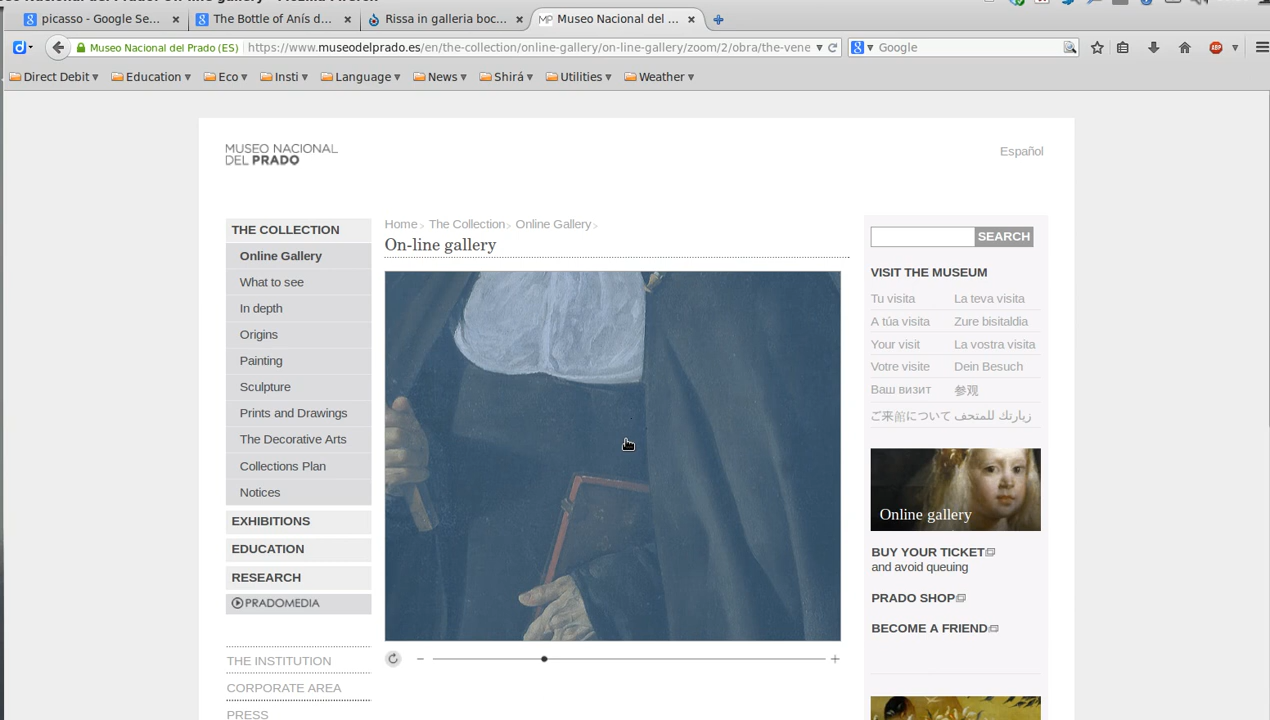 picasso - Google Se...
The Bottle of Anís d...
Rissa in galleria boc...
MP Museo Nacional del ...
Museo Nacional del Prado (ES)
https://www.museodelprado.es/en/the-collection/online-gallery/on-line-gallery/zoom/2/obra/the-vene
Google
Direct Debit
Education
Eco
Insti
Language
News
Shirá
Utilities
Weather
MUSEO NACIONAL
DEL PRADO
Español
THE COLLECTION
Online Gallery
What to see
In depth
Origins
Painting
Sculpture
Prints and Drawings
The Decorative Arts
Collections Plan
Notices
EXHIBITIONS
EDUCATION
RESEARCH
PRADOMEDIA
THE INSTITUTION
CORPORATE AREA
PRESS
Home > The Collection > Online Gallery >
On-line gallery
SEARCH
VISIT THE MUSEUM
Tu visita La teva visita
A túa visita Zure bisitaldia
Your visit La vostra visita
Votre visite Dein Besuch
Ваш визит 参观
ご来館について زيارتك للمتحف
Online gallery
BUY YOUR TICKET
and avoid queuing
PRADO SHOP
BECOME A FRIEND